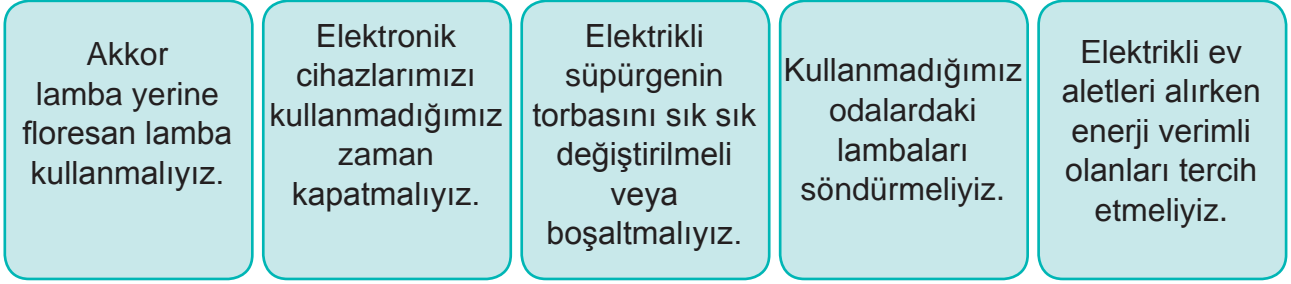 Akkor
lamba yerine
floresan lamba
kullanmalıyız.
Elektronik
cihazlarımızı
kullanmadığımız
zaman
kapatmalıyız.
Elektrikli
süpürgenin
torbasını sık sık
değiştirilmeli
veya
boşaltmalıyız.
Kullanmadığımız
odalardaki
lambaları
söndürmeliyiz.
Elektrikli ev
aletleri alırken
enerji verimli
olanları tercih
etmeliyiz.